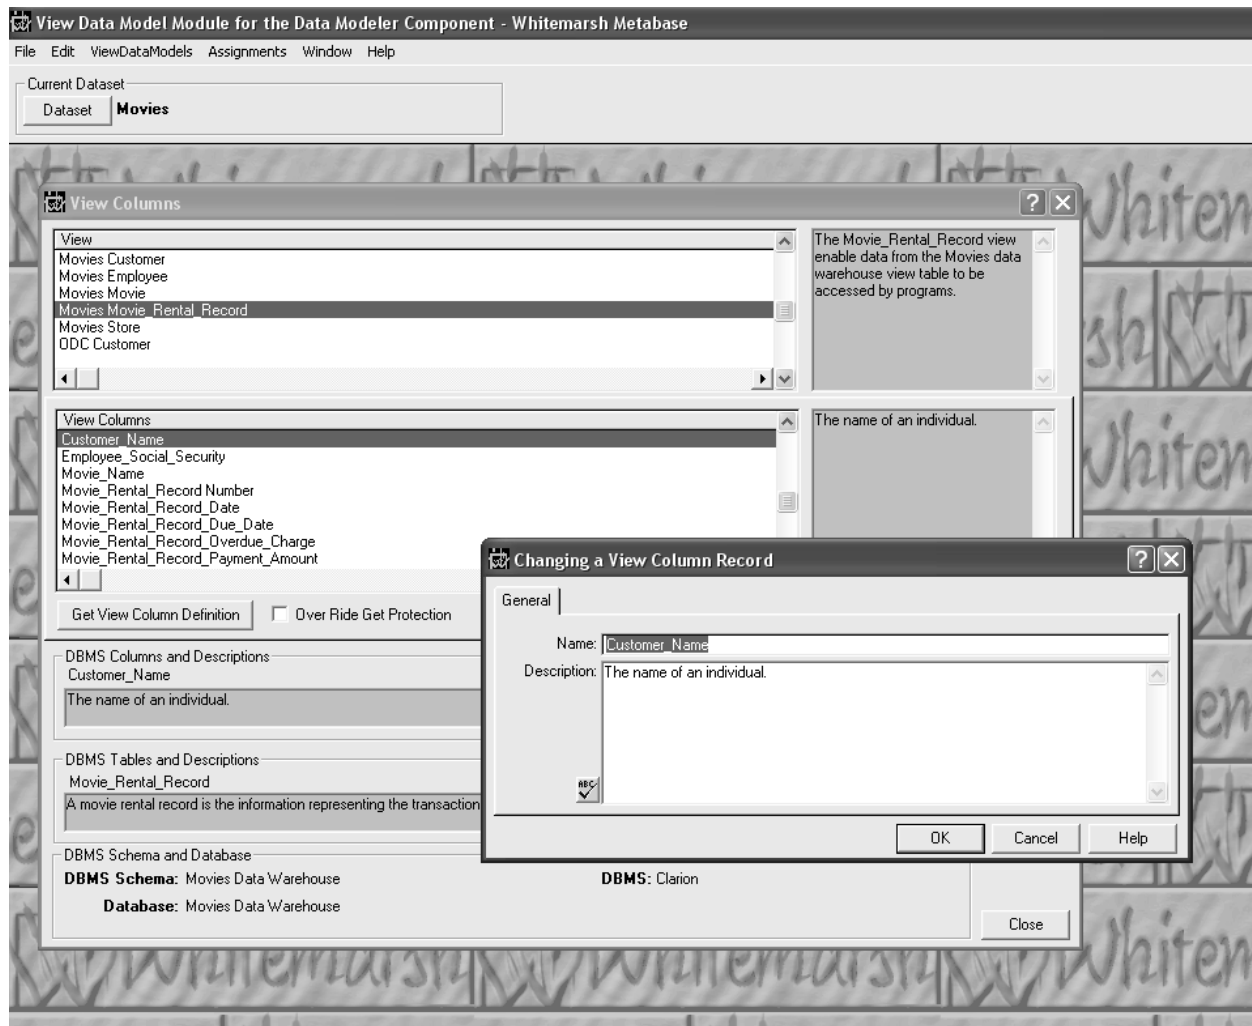 View Data Model Module for the Data Modeler Component - Whitemarsh Metabase
File Edit ViewDataModels Assignments Window Help
Current Dataset
Dataset Movies
View Columns
View
Movies Customer
Movies Employee
Movies Movie
Movies Movie_Rental_Record
Movies Store
ODC Customer
The Movie_Rental_Record view
enable data from the Movies data
warehouse view table to be
accessed by programs.
View Columns
Customer_Name
Employee_Social_Security
Movie_Name
Movie_Rental_Record Number
Movie_Rental_Record_Date
Movie_Rental_Record_Due_Date
Movie_Rental_Record_Overdue_Charge
Movie_Rental_Record_Payment_Amount
The name of an individual.
Get View Column Definition Over Ride Get Protection
DBMS Columns and Descriptions
Customer_Name
The name of an individual.
DBMS Tables and Descriptions
Movie_Rental_Record
A movie rental record is the information representing the transaction
DBMS Schema and Database
DBMS Schema: Movies Data Warehouse DBMS: Clarion
Database: Movies Data Warehouse
Close
Changing a View Column Record
General
Name: Customer_Name
Description: The name of an individual.
ABC
OK Cancel Help
Whitemarsh